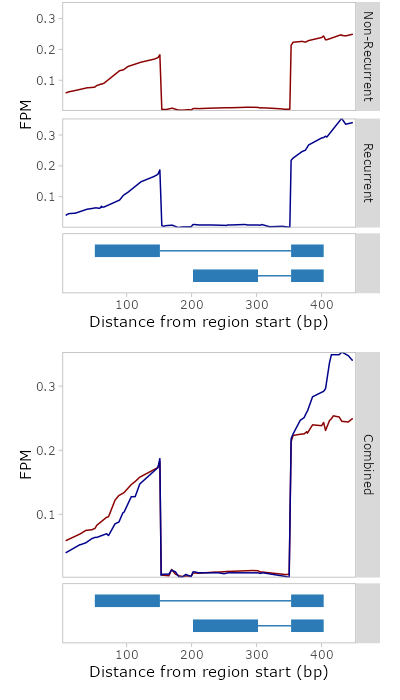 0.3
0.2
0.1
Non-Recurrent
FPM
0.3
0.2
0.1
Recurrent
100 200 300 400
Distance from region start (bp)
0.3
0.2
0.1
FPM
Combined
100 200 300 400
Distance from region start (bp)